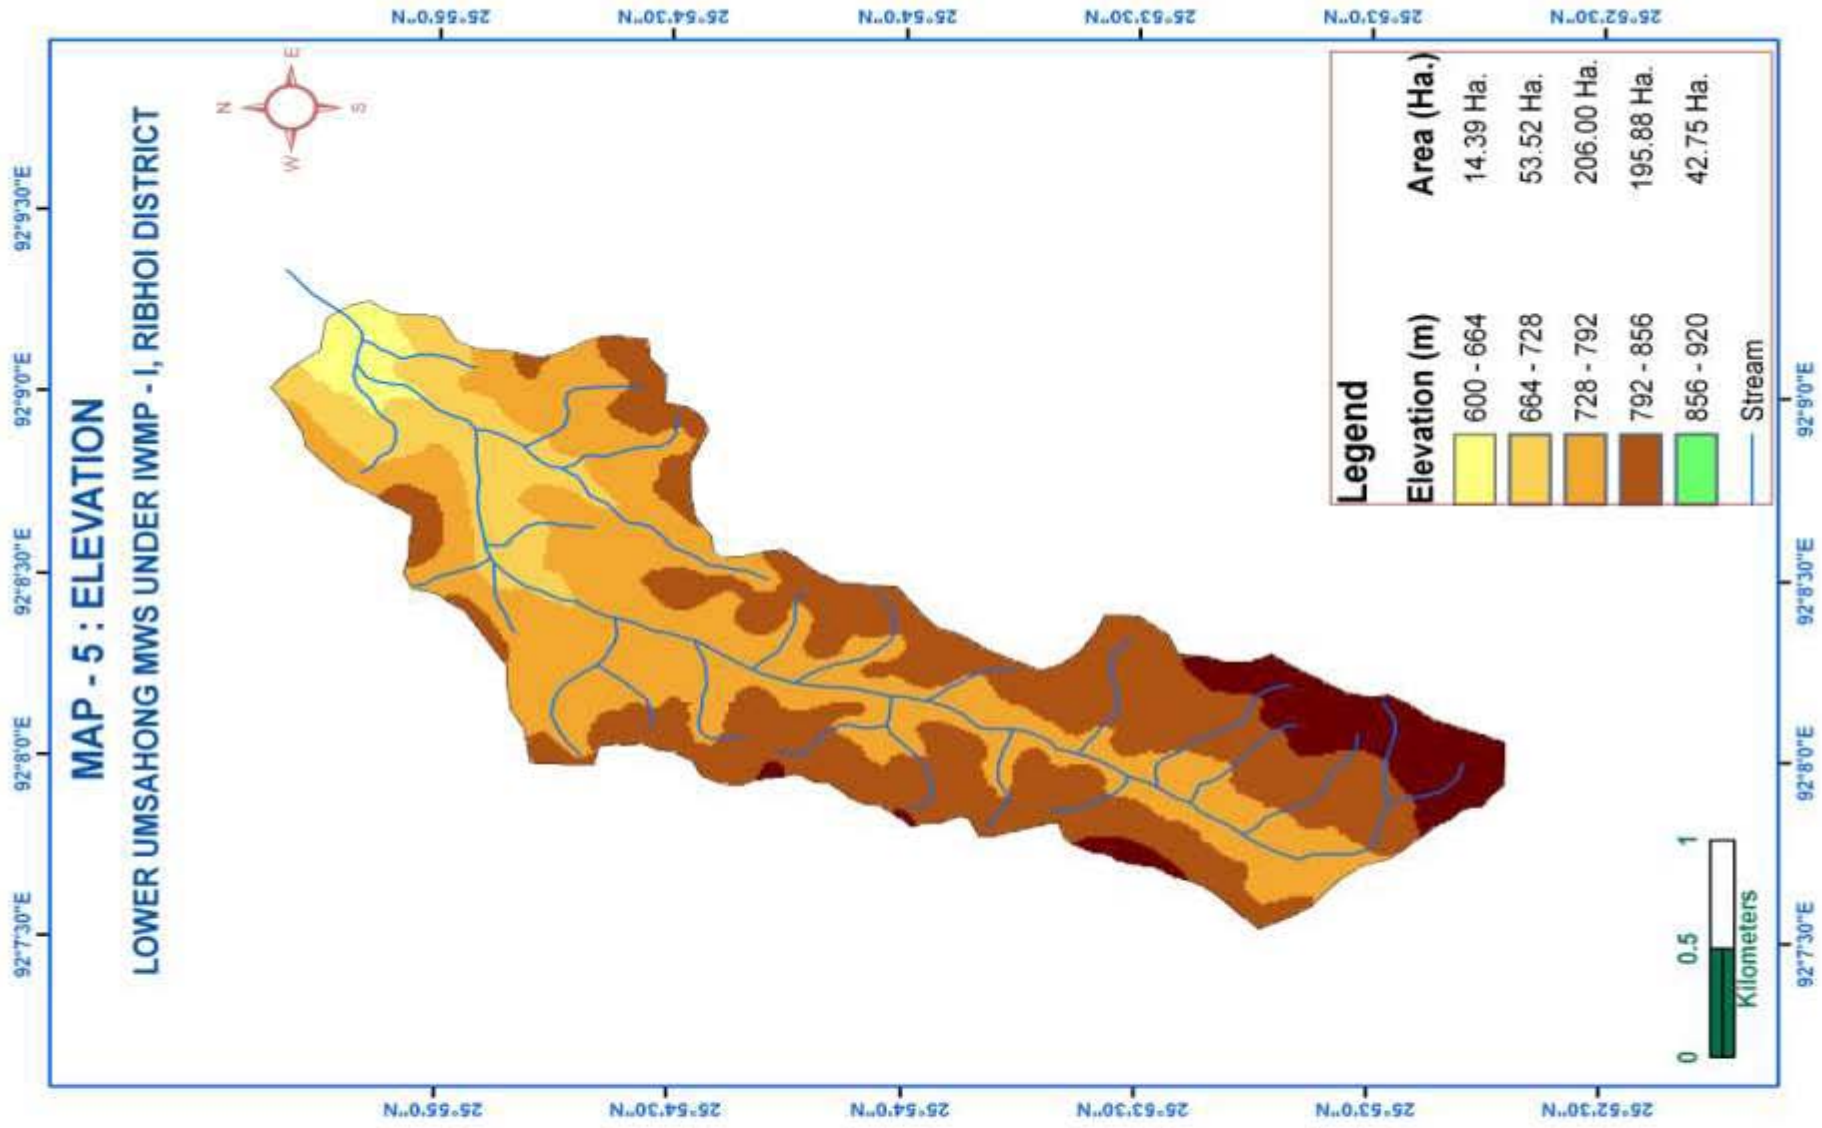 92°7'30"E 92°8'0"E 92°8'30"E 92°9'0"E 92°9'30"E
MAP - 5 : ELEVATION
LOWER UMSAHONG MWS UNDER IWMP - I, RIBHOI DISTRICT
N
W E
S
25°55'0"N 25°55'0"N
25°54'30"N 25°54'30"N
25°54'0"N 25°54'0"N
25°53'30"N 25°53'30"N
25°53'0"N 25°53'0"N
25°52'30"N 25°52'30"N
Legend
Elevation (m) Area (Ha.)
600 - 664 14.39 Ha.
664 - 728 53.52 Ha.
728 - 792 206.00 Ha.
792 - 856 195.88 Ha.
856 - 920 42.75 Ha.
Stream
0 0.5 1
Kilometers
92°7'30"E 92°8'0"E 92°8'30"E 92°9'0"E